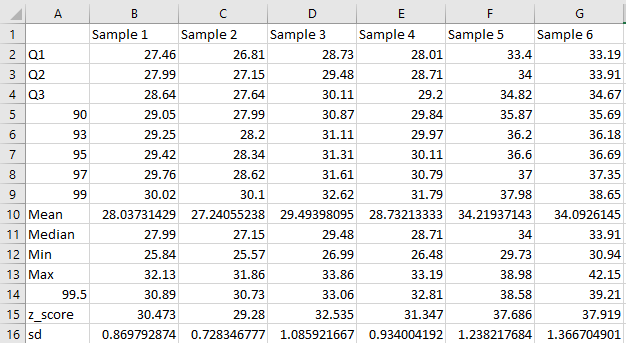 A B C D E F G
1 Sample 1 Sample 2 Sample 3 Sample 4 Sample 5 Sample 6
2 Q1 27.46 26.81 28.73 28.01 33.4 33.19
3 Q2 27.99 27.15 29.48 28.71 34 33.91
4 Q3 28.64 27.64 30.11 29.2 34.82 34.67
5 90 29.05 27.99 30.87 29.84 35.87 35.69
6 93 29.25 28.2 31.11 29.97 36.2 36.18
7 95 29.42 28.34 31.31 30.11 36.6 36.69
8 97 29.76 28.62 31.61 30.79 37 37.35
9 99 30.02 30.1 32.62 31.79 37.98 38.65
10 Mean 28.03731429 27.24055238 29.49398095 28.73213333 34.21937143 34.0926145
11 Median 27.99 27.15 29.48 28.71 34 33.91
12 Min 25.84 25.57 26.99 26.48 29.73 30.94
13 Max 32.13 31.86 33.86 33.19 38.98 42.15
14 99.5 30.89 30.73 33.06 32.81 38.58 39.21
15 z_score 30.473 29.28 32.535 31.347 37.686 37.919
16 sd 0.869792874 0.728346777 1.085921667 0.934004192 1.238217684 1.366704901